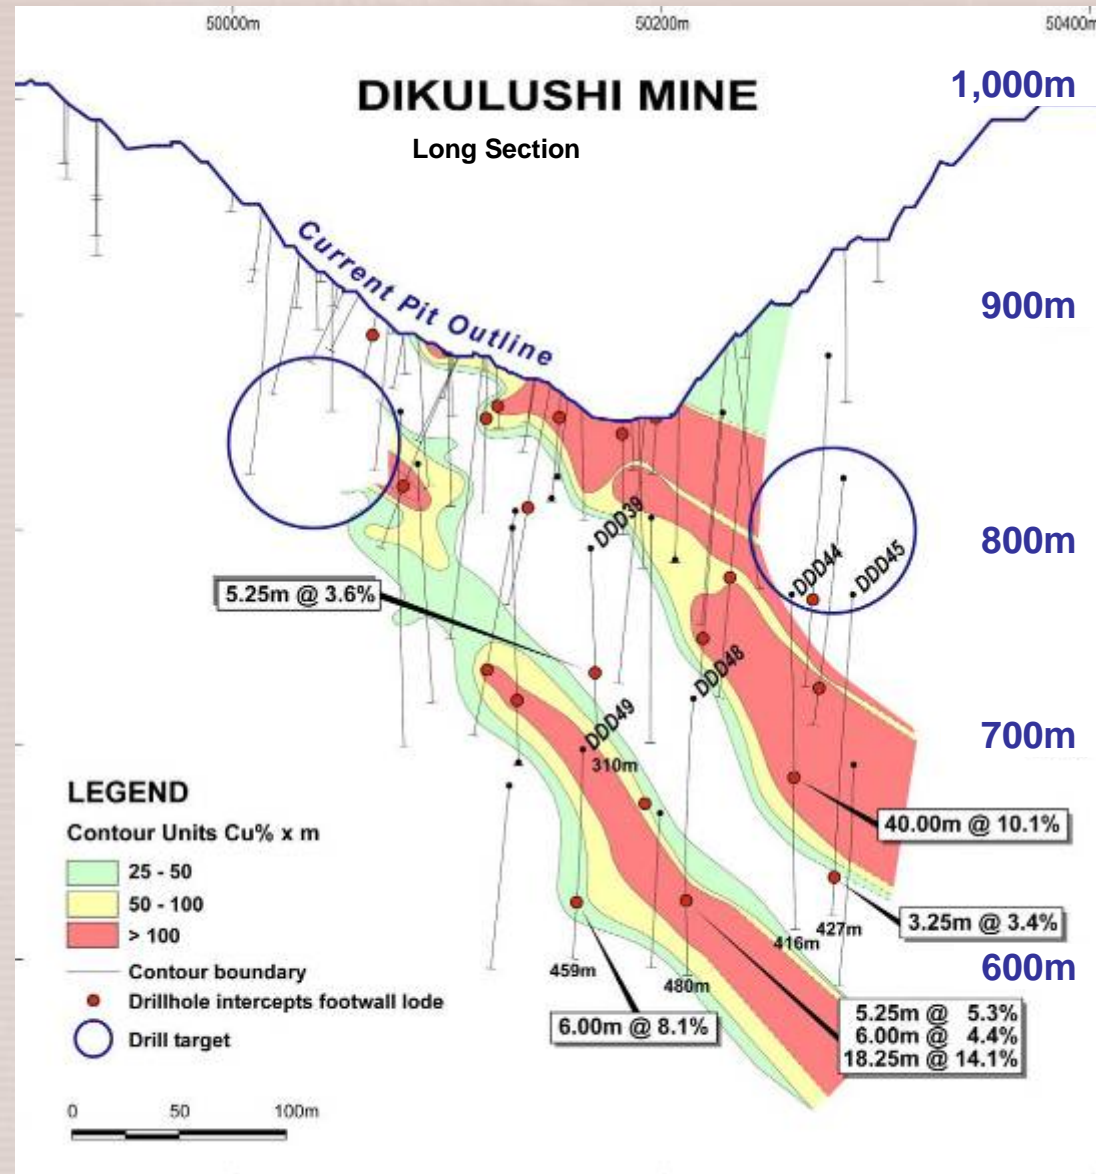 50000m
50200m
50400m
DIKULUSHI MINE
Long Section
1,000m
Current Pit Outline
900m
DDD39
DDD44
DDD45
800m
5.25m @ 3.6%
DDD48
DDD49
310m
700m
LEGEND
Contour Units Cu% x m
25 - 50
50 - 100
> 100
Contour boundary
Drillhole intercepts footwall lode
Drill target
40.00m @ 10.1%
3.25m @ 3.4%
427m
416m
459m
480m
600m
6.00m @ 8.1%
5.25m @ 5.3%
6.00m @ 4.4%
18.25m @ 14.1%
0 50 100m